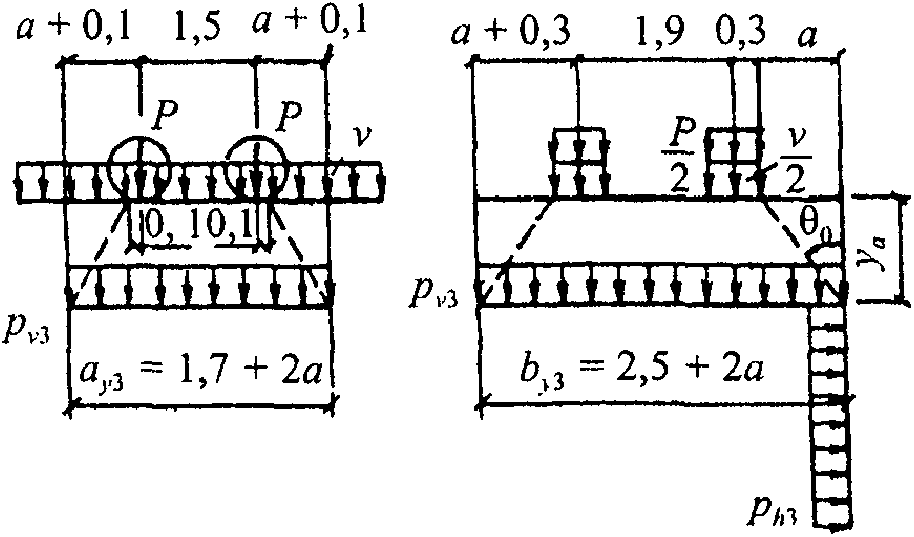 a + 0,1 1,5 a + 0,1
P P v
0,1 0,1
p_v3
a_y3 = 1,7 + 2a
a + 0,3 1,9 0,3 a
P/2 v/2
θ_0
y_a
p_v3
b_y3 = 2,5 + 2a
p_h3